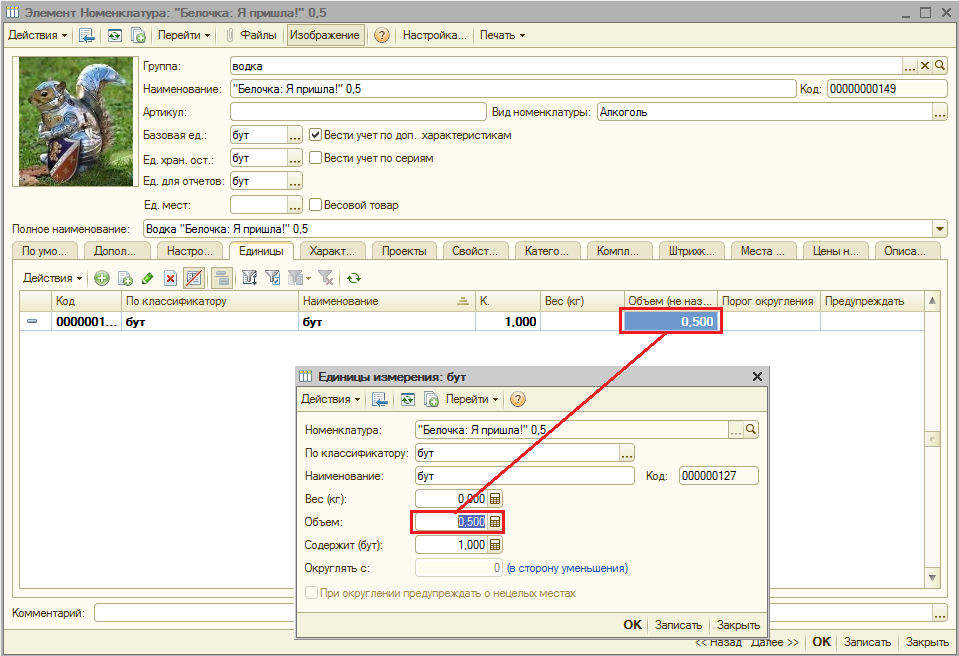 Элемент Номенклатура: "Белочка: Я пришла!" 0,5
Действия Перейти Файлы Изображение Настройка... Печать
Группа: водка
Наименование: "Белочка: Я пришла!" 0,5 Код: 00000000149
Артикул: Вид номенклатуры: Алкоголь
Базовая ед.: бут Вести учет по доп. характеристикам
Ед. хран. ост.: бут Вести учет по сериям
Ед. для отчетов: бут
Ед. мест: Весовой товар
Полное наименование: Водка "Белочка: Я пришла!" 0,5
По умо... Допол... Настро... Единицы Характ... Проекты Свойст... Катего... Компл... Штрихк... Места ... Цены н... Описа...
Действия
Код По классификатору Наименование К. Вес (кг) Объем (не наз... Порог округления Предупреждать
0000001... бут бут 1,000 0,500
Единицы измерения: бут
Действия Перейти
Номенклатура: "Белочка: Я пришла!" 0,5
По классификатору: бут
Наименование: бут Код: 000000127
Вес (кг): 0,000
Объем: 0,500
Содержит (бут): 1,000
Округлять с: 0 (в сторону уменьшения)
При округлении предупреждать о нецелых местах
OK Записать Закрыть
Комментарий:
<< Назад Далее >> OK Записать Закрыть